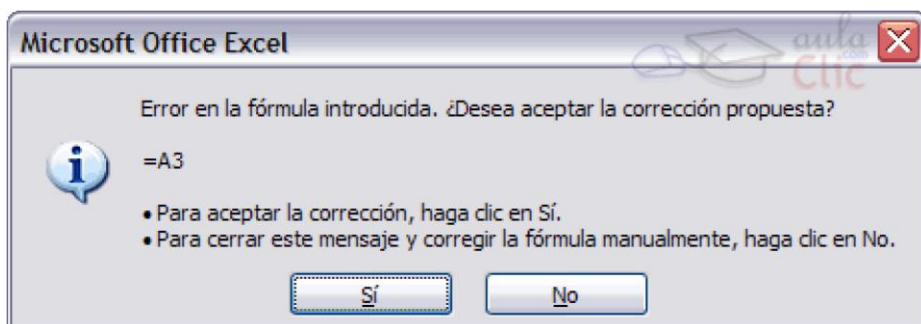 Microsoft Office Excel
aula
.com
Clic
Error en la fórmula introducida. ¿Desea aceptar la corrección propuesta?
=A3
• Para aceptar la corrección, haga clic en Sí.
• Para cerrar este mensaje y corregir la fórmula manualmente, haga clic en No.
Sí
No